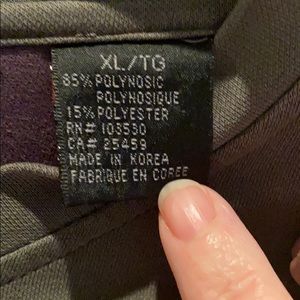 XL/TG
85% POLYNOSIC
POLYNOSIQUE
15% POLYESTER
RN# 103530
CA# 25459
MADE IN KOREA
FABRIQUE EN COREE